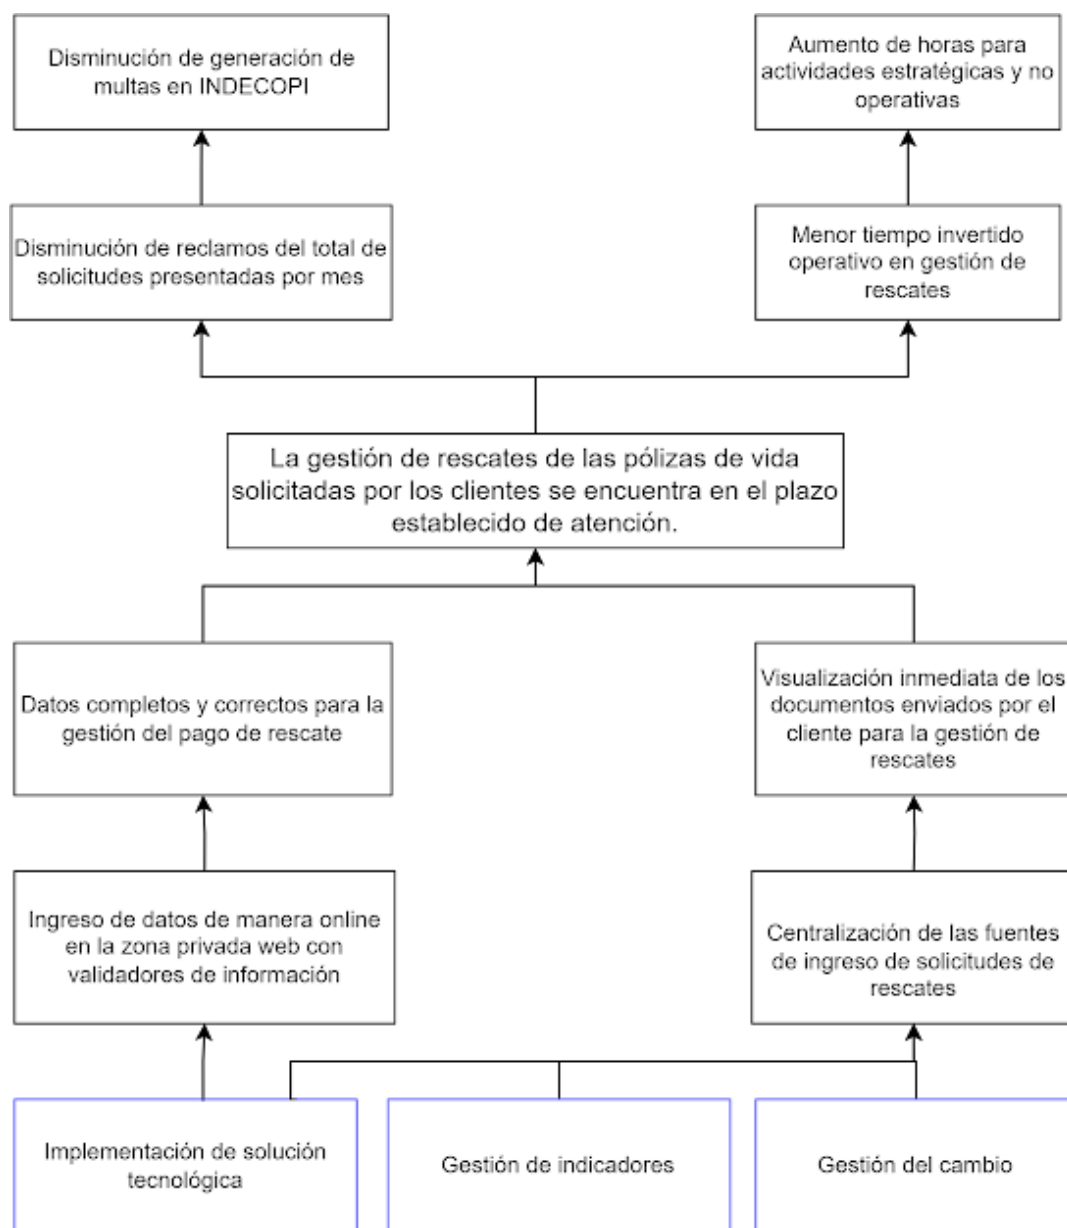 Disminución de generación de
multas en INDECOPI
Aumento de horas para
actividades estratégicas y no
operativas
Disminución de reclamos del total de
solicitudes presentadas por mes
Menor tiempo invertido
operativo en gestión de
rescates
La gestión de rescates de las pólizas de vida
solicitadas por los clientes se encuentra en el plazo
establecido de atención.
Datos completos y correctos para la
gestión del pago de rescate
Visualización inmediata de los
documentos enviados por el
cliente para la gestión de
rescates
Ingreso de datos de manera online
en la zona privada web con
validadores de información
Centralización de las fuentes
de ingreso de solicitudes de
rescates
Implementación de solución
tecnológica
Gestión de indicadores
Gestión del cambio